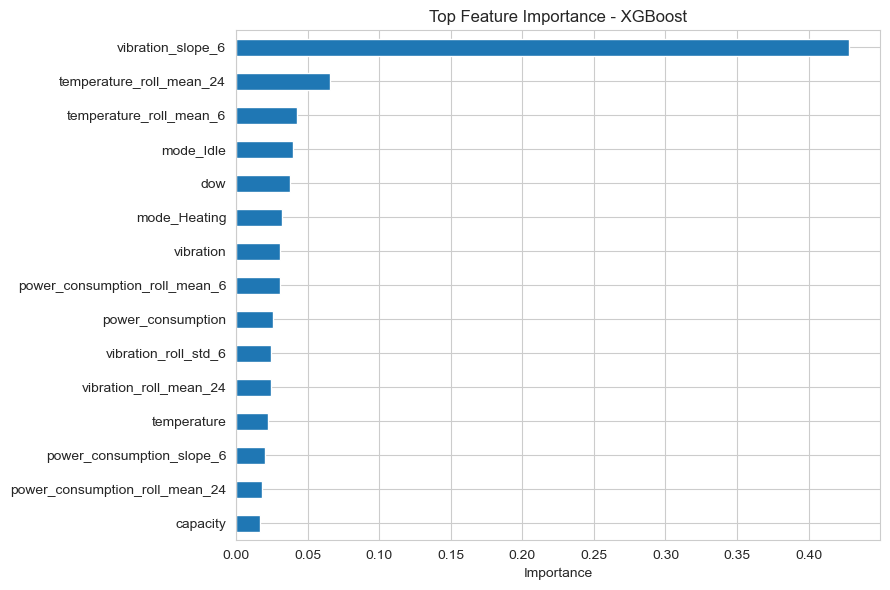 Top Feature Importance - XGBoost
vibration_slope_6
temperature_roll_mean_24
temperature_roll_mean_6
mode_Idle
dow
mode_Heating
vibration
power_consumption_roll_mean_6
power_consumption
vibration_roll_std_6
vibration_roll_mean_24
temperature
power_consumption_slope_6
power_consumption_roll_mean_24
capacity
0.00 0.05 0.10 0.15 0.20 0.25 0.30 0.35 0.40
Importance